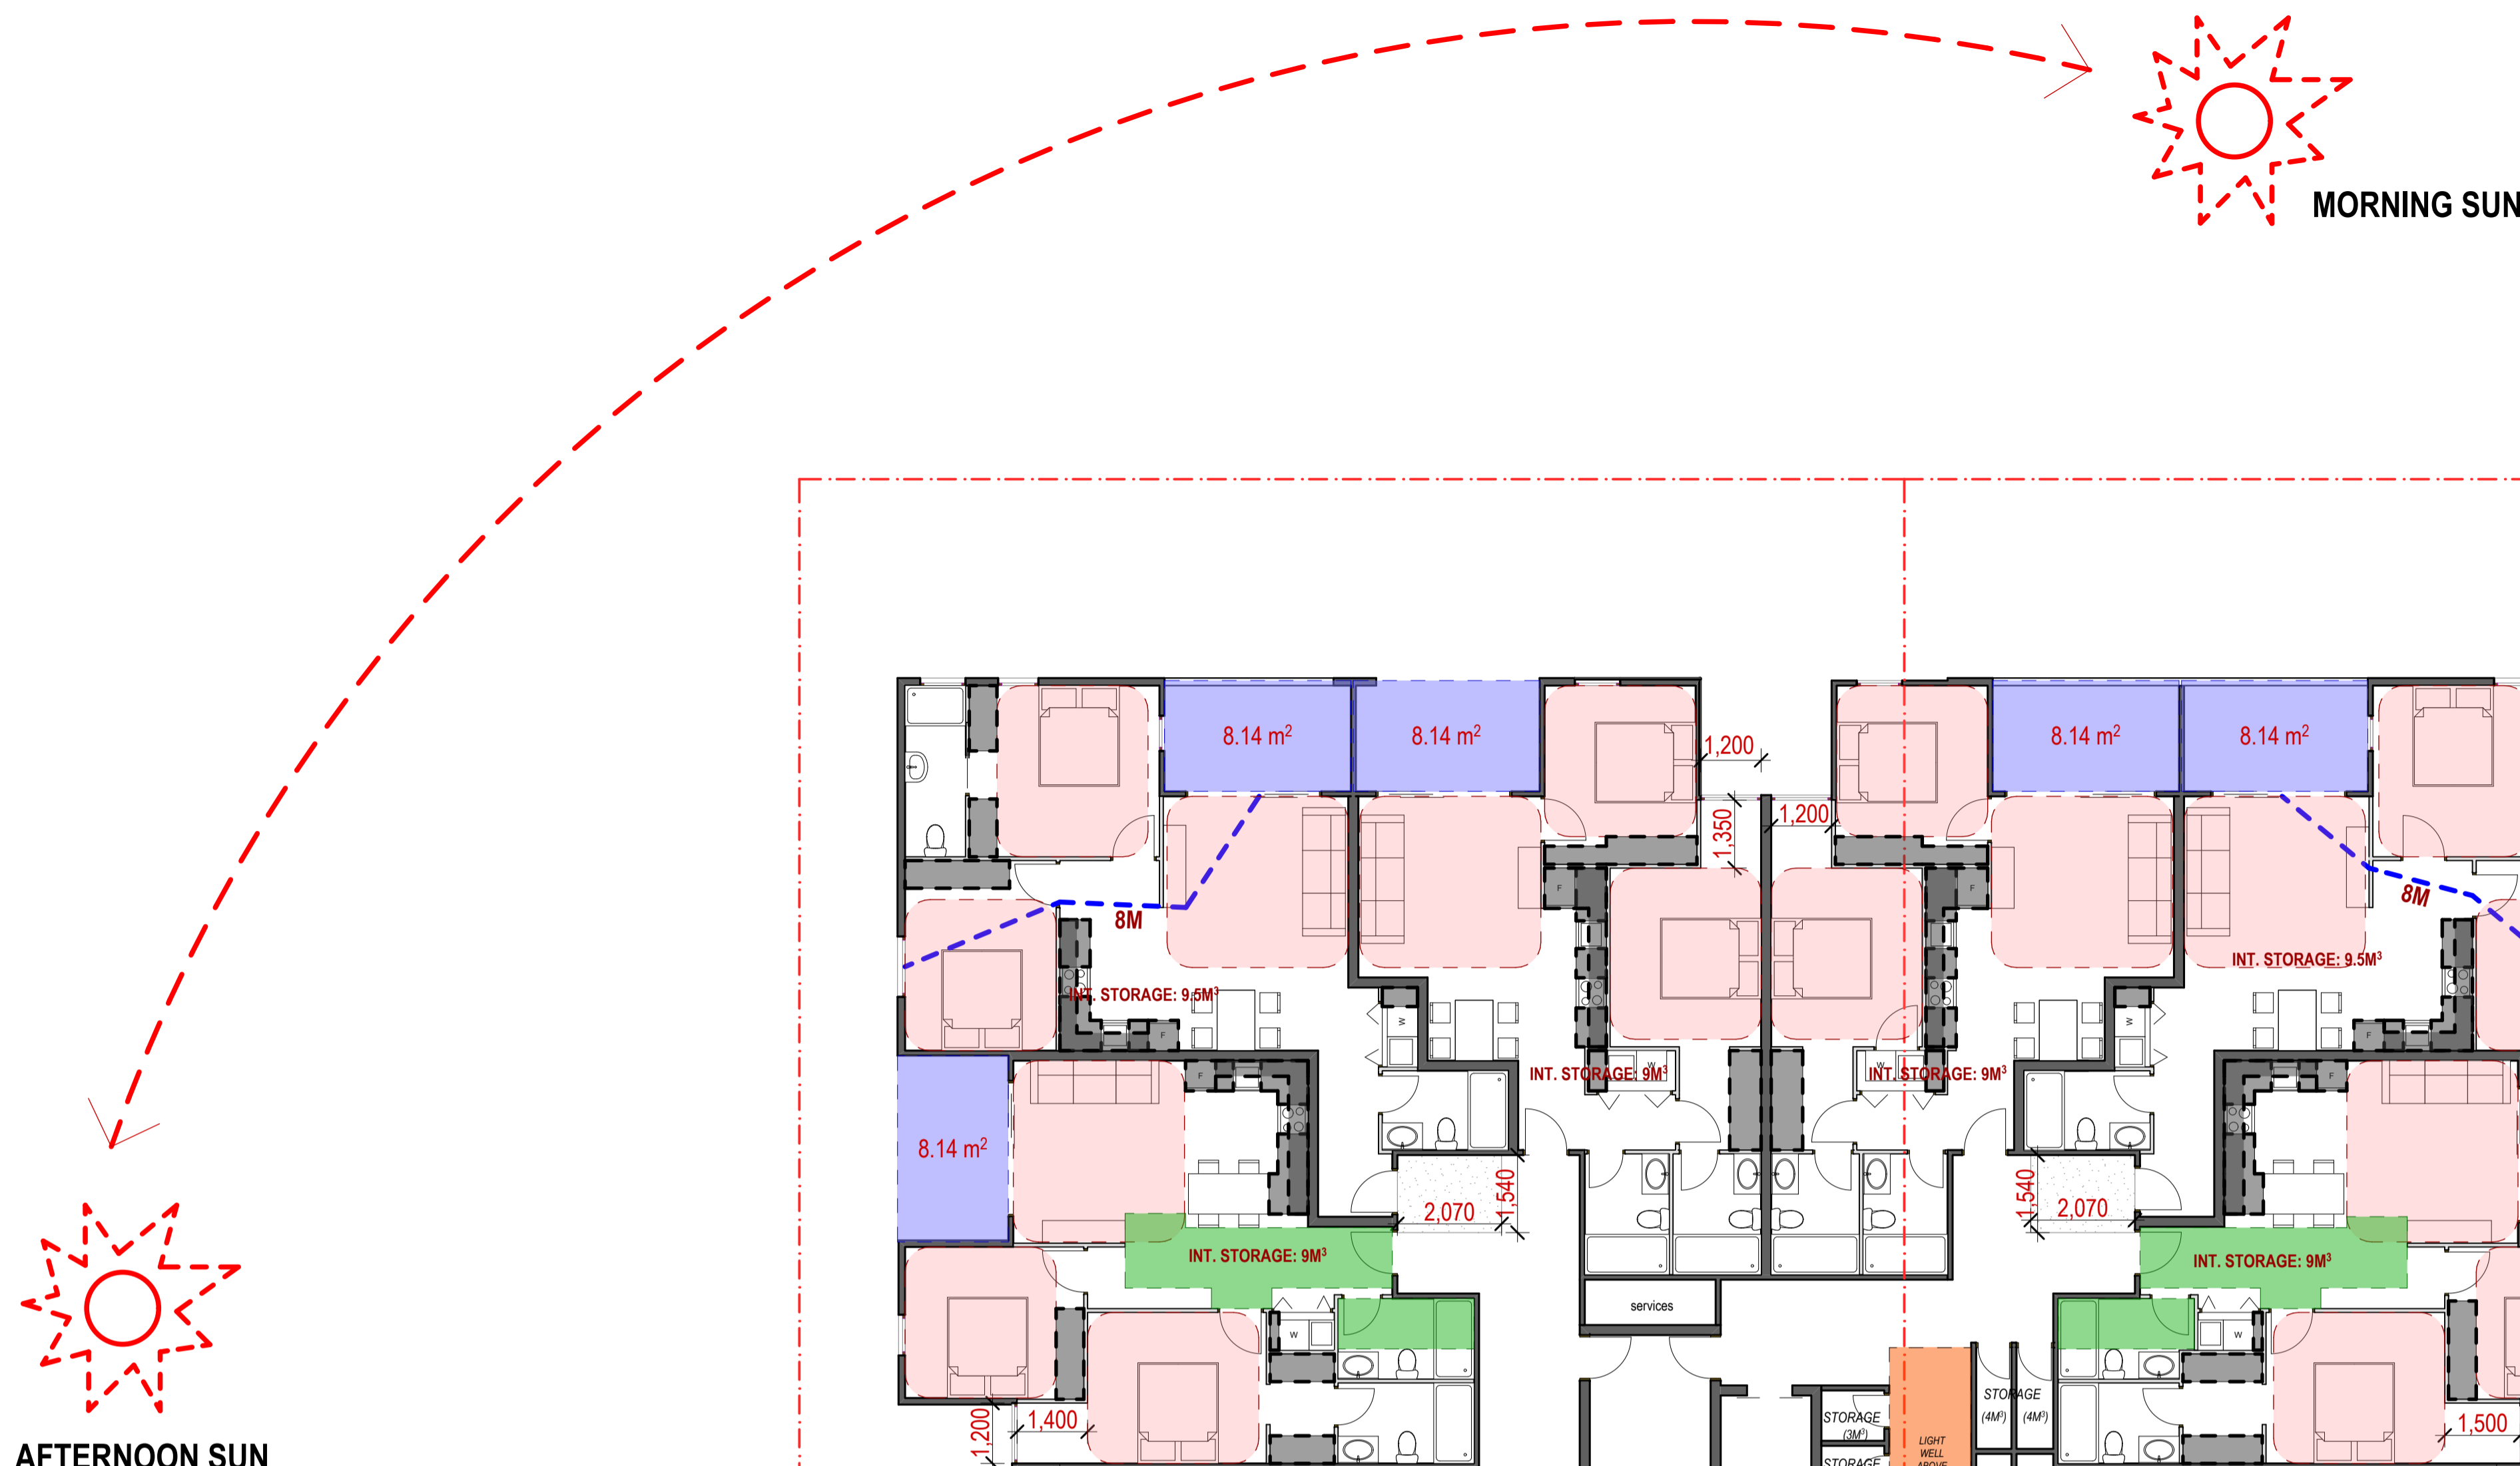 MORNING SUN
8.14 m²
8.14 m²
8.14 m²
8.14 m²
1,200
1,350
1,200
F
F
8M
8M
INT. STORAGE: 9.5M³
INT. STORAGE: 9.5M³
W
W
F
F
INT. STORAGE: 9M³
W
INT. STORAGE: 9M³
W
F
F
8.14 m²
2,070
1,540
1,540
2,070
INT. STORAGE: 9M³
INT. STORAGE: 9M³
services
W
W
STORAGE
(4M³)
(4M³)
STORAGE
(3M³)
1,200
1,400
1,500
LIGHT
WELL
ABOVE
STORAGE
AFTERNOON SUN